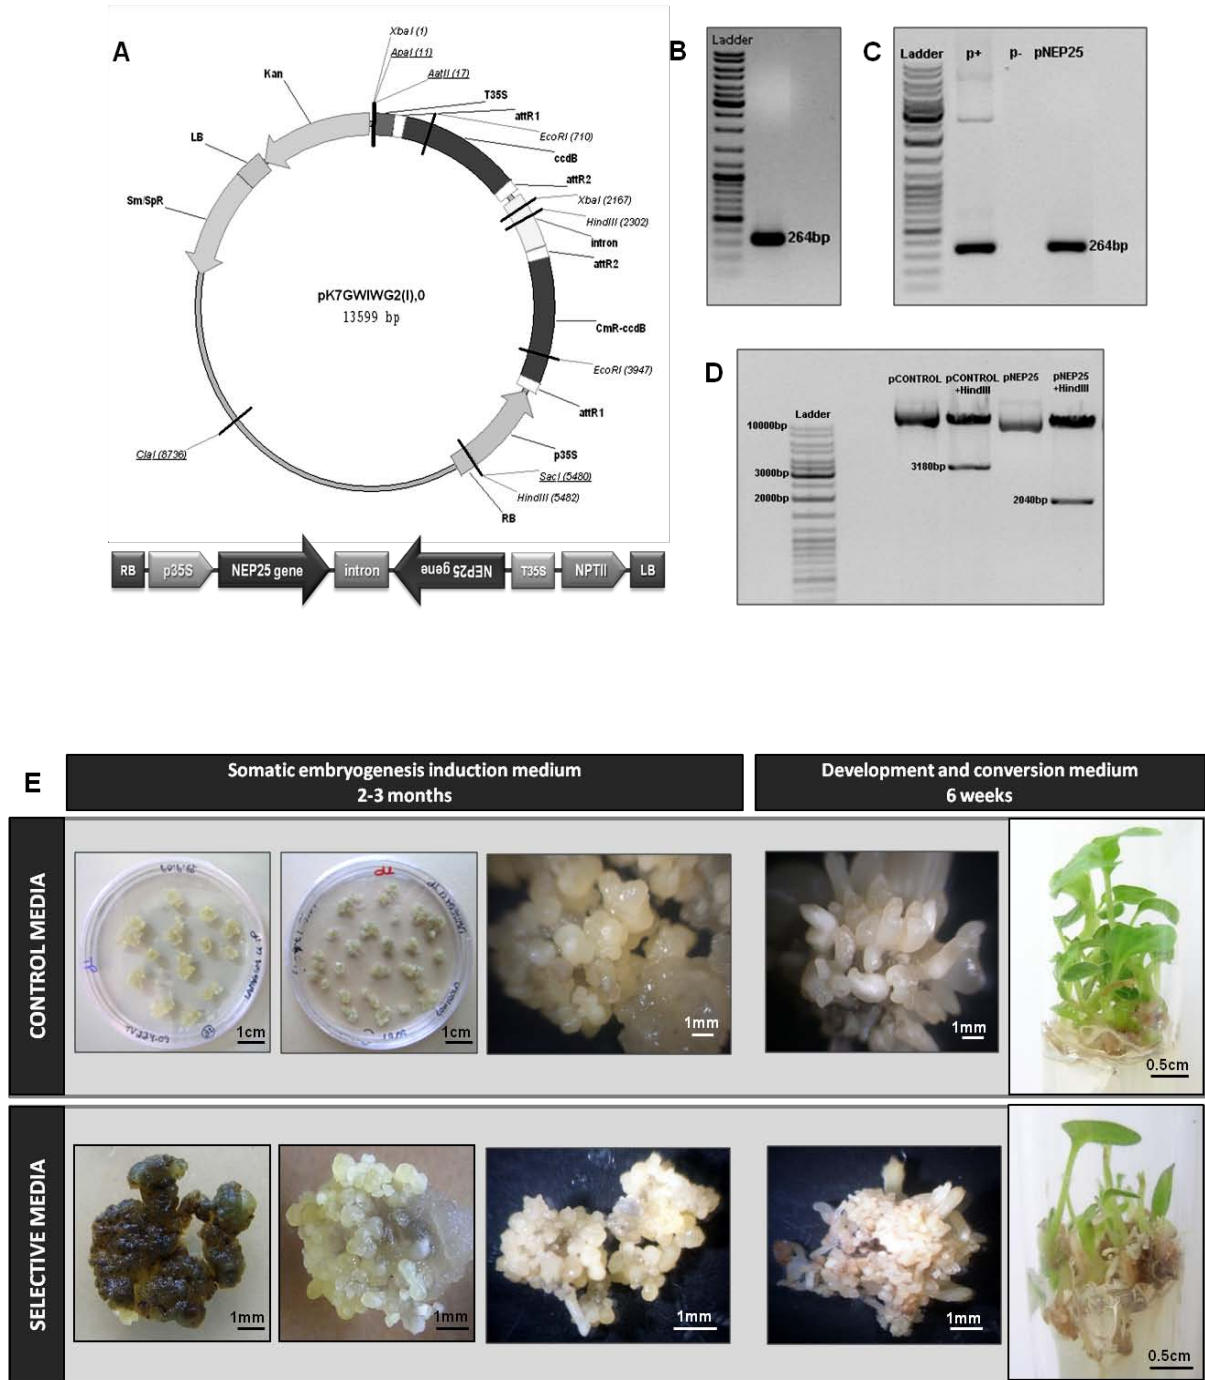 A
XbaI (1)
ApaI (11)
AatII (17)
Kan
T35S
attR1
EcoRI (710)
LB
ccdB
attR2
Sm/SpR
XbaI (2167)
HindIII (2302)
intron
attR2
pK7GWIWG2(I),0
13599 bp
CmR-ccdB
EcoRI (3947)
attR1
p35S
ClaI (8736)
SacI (5480)
HindIII (5482)
RB
RB p35S NEP25 gene intron NEP25 gene T35S NPTII LB
B
Ladder
264bp
C
Ladder p+ p- pNEP25
264bp
D
pCONTROL pCONTROL +HindIII pNEP25 pNEP25 +HindIII
Ladder
10000bp
3180bp
3000bp
2000bp
2040bp
E
Somatic embryogenesis induction medium
2-3 months
Development and conversion medium
6 weeks
CONTROL MEDIA
TP
TP
1cm
1cm
1mm
1mm
0.5cm
SELECTIVE MEDIA
1mm
1mm
1mm
1mm
0.5cm